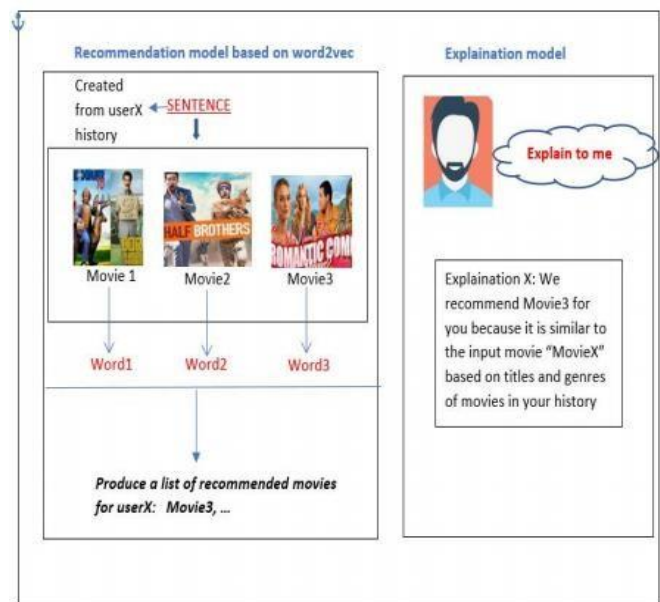 Recommendation model based on word2vec
Created
from userX
history
SENTENCE
HALF BROTHERS
ROMANTIC COM
Movie 1
Movie2
Movie3
Word1
Word2
Word3
Produce a list of recommended movies
for userX: Movie3, ...
Explaination model
Explain to me
Explaination X: We
recommend Movie3 for
you because it is similar to
the input movie "MovieX"
based on titles and genres
of movies in your history